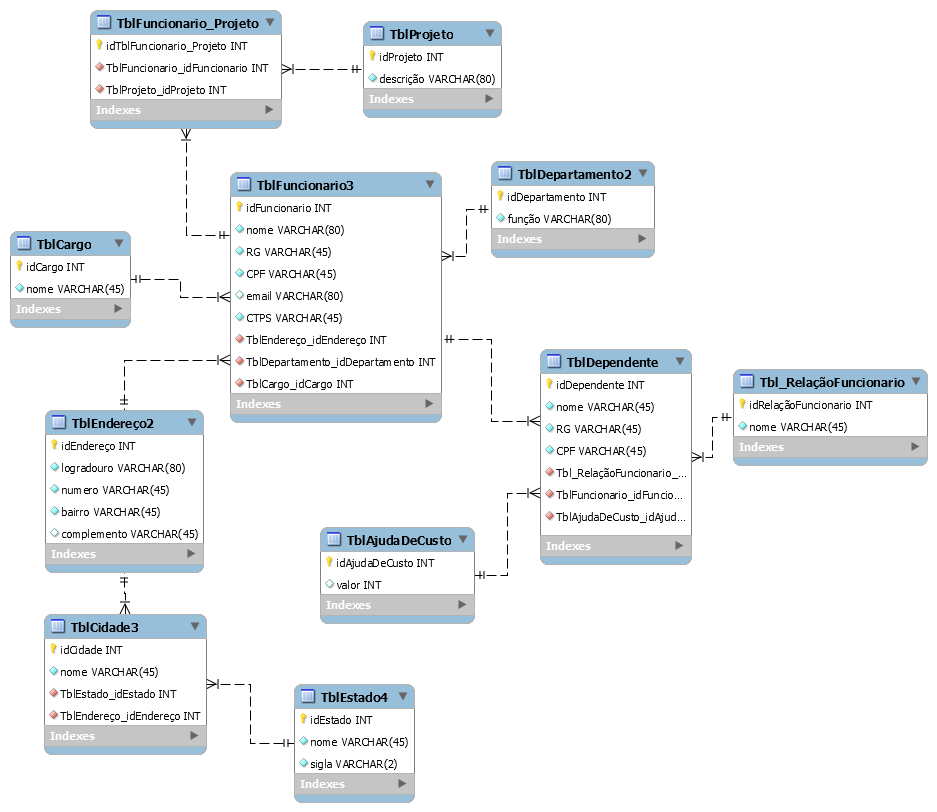 TblFuncionario_Projeto
idTblFuncionario_Projeto INT
TblFuncionario_idFuncionario INT
TblProjeto_idProjeto INT
Indexes
TblProjeto
idProjeto INT
descrição VARCHAR(80)
Indexes
TblFuncionario3
idFuncionario INT
nome VARCHAR(80)
RG VARCHAR(45)
CPF VARCHAR(45)
email VARCHAR(80)
CTPS VARCHAR(45)
TblEndereço_idEndereço INT
TblDepartamento_idDepartamento INT
TblCargo_idCargo INT
Indexes
TblDepartamento2
idDepartamento INT
função VARCHAR(80)
Indexes
TblCargo
idCargo INT
nome VARCHAR(45)
Indexes
TblDependente
idDependente INT
nome VARCHAR(45)
RG VARCHAR(45)
CPF VARCHAR(45)
Tbl_RelaçãoFuncionario_...
TblFuncionario_idFuncio...
TblAjudaDeCusto_idAjud...
Indexes
Tbl_RelaçãoFuncionario
idRelaçãoFuncionario INT
nome VARCHAR(45)
Indexes
TblEndereço2
idEndereço INT
logradouro VARCHAR(80)
numero VARCHAR(45)
bairro VARCHAR(45)
complemento VARCHAR(45)
Indexes
TblAjudaDeCusto
idAjudaDeCusto INT
valor INT
Indexes
TblCidade3
idCidade INT
nome VARCHAR(45)
TblEstado_idEstado INT
TblEndereço_idEndereço INT
Indexes
TblEstado4
idEstado INT
nome VARCHAR(45)
sigla VARCHAR(2)
Indexes